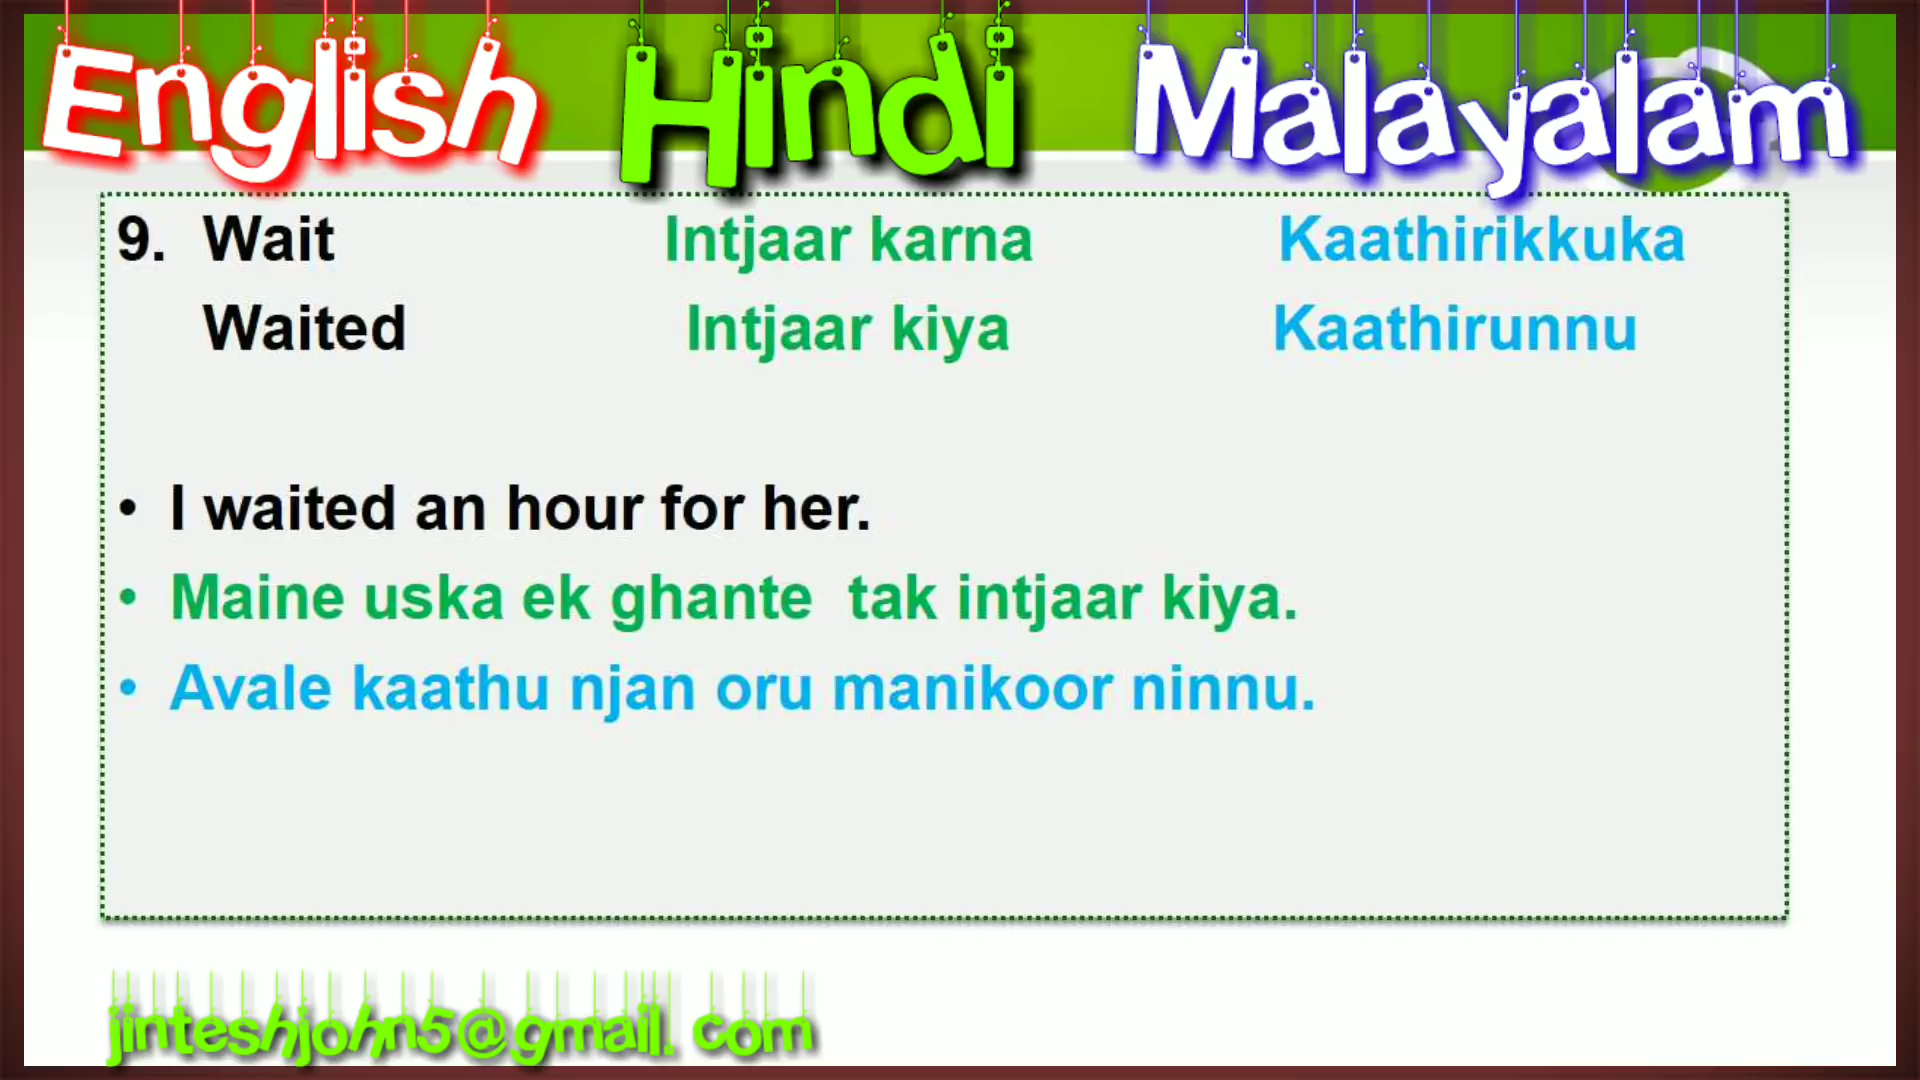 English Hindi Malayalam
9. Wait Intjaar karna Kaathirikkuka
Waited Intjaar kiya Kaathirunnu
• I waited an hour for her.
• Maine uska ek ghante tak intjaar kiya.
• Avale kaathu njan oru manikoor ninnu.
jinteshjohn5@gmail. com